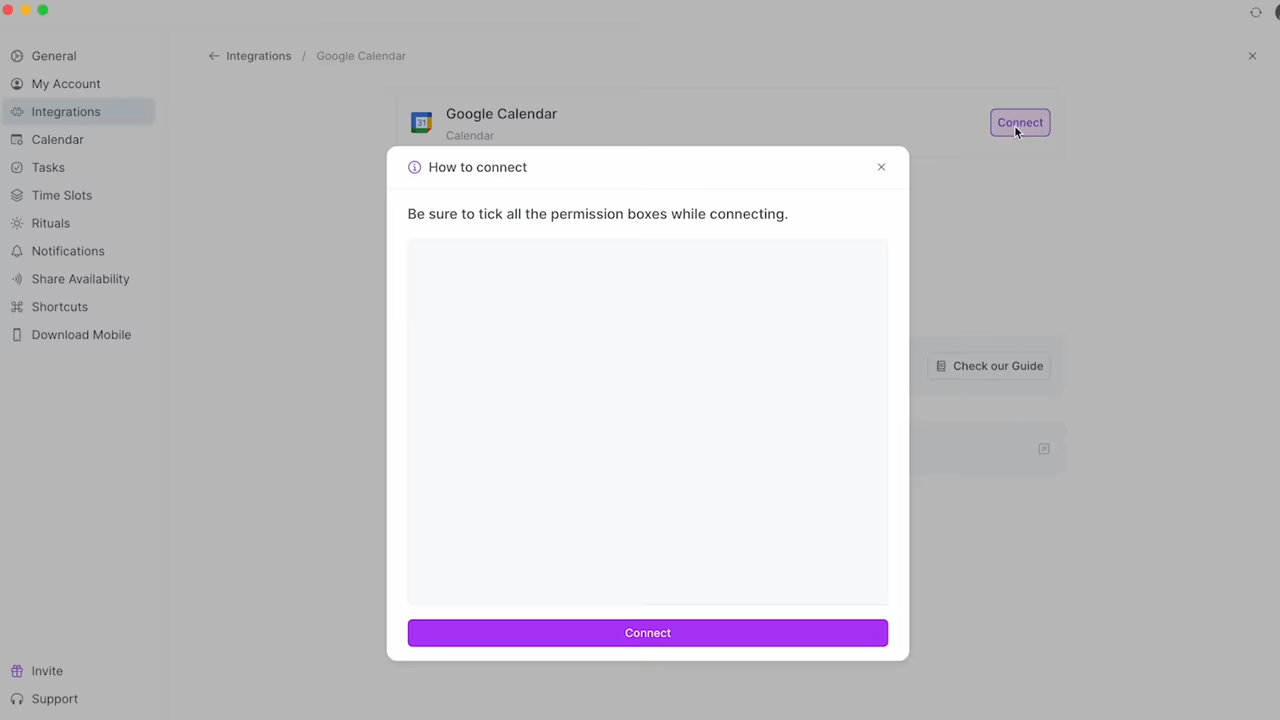 General
My Account
Integrations
Calendar
Tasks
Time Slots
Rituals
Notifications
Share Availability
Shortcuts
Download Mobile
Invite
Support
Integrations / Google Calendar
31
Google Calendar
Calendar
Connect
How to connect
Be sure to tick all the permission boxes while connecting.
Connect
Check our Guide